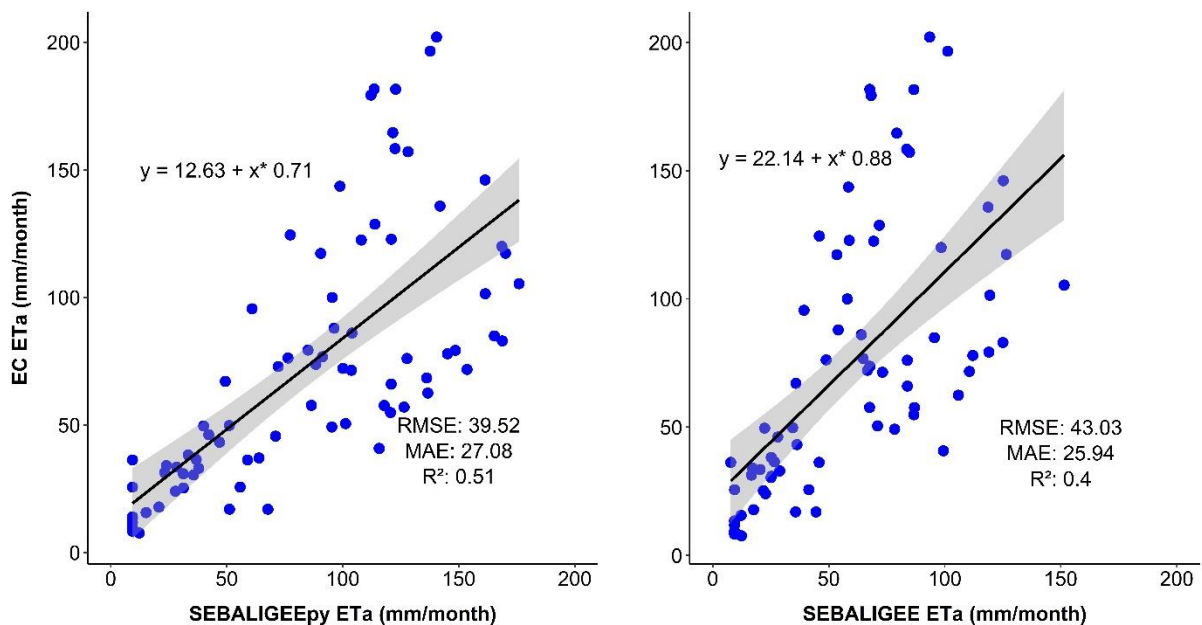 200
150
100
50
0
EC ETa (mm/month)
y = 12.63 + x* 0.71
RMSE: 39.52
MAE: 27.08
R²: 0.51
0 50 100 150 200
SEBALIGEEpy ETa (mm/month)
200
150
100
50
0
y = 22.14 + x* 0.88
RMSE: 43.03
MAE: 25.94
R²: 0.4
0 50 100 150 200
SEBALIGEE ETa (mm/month)